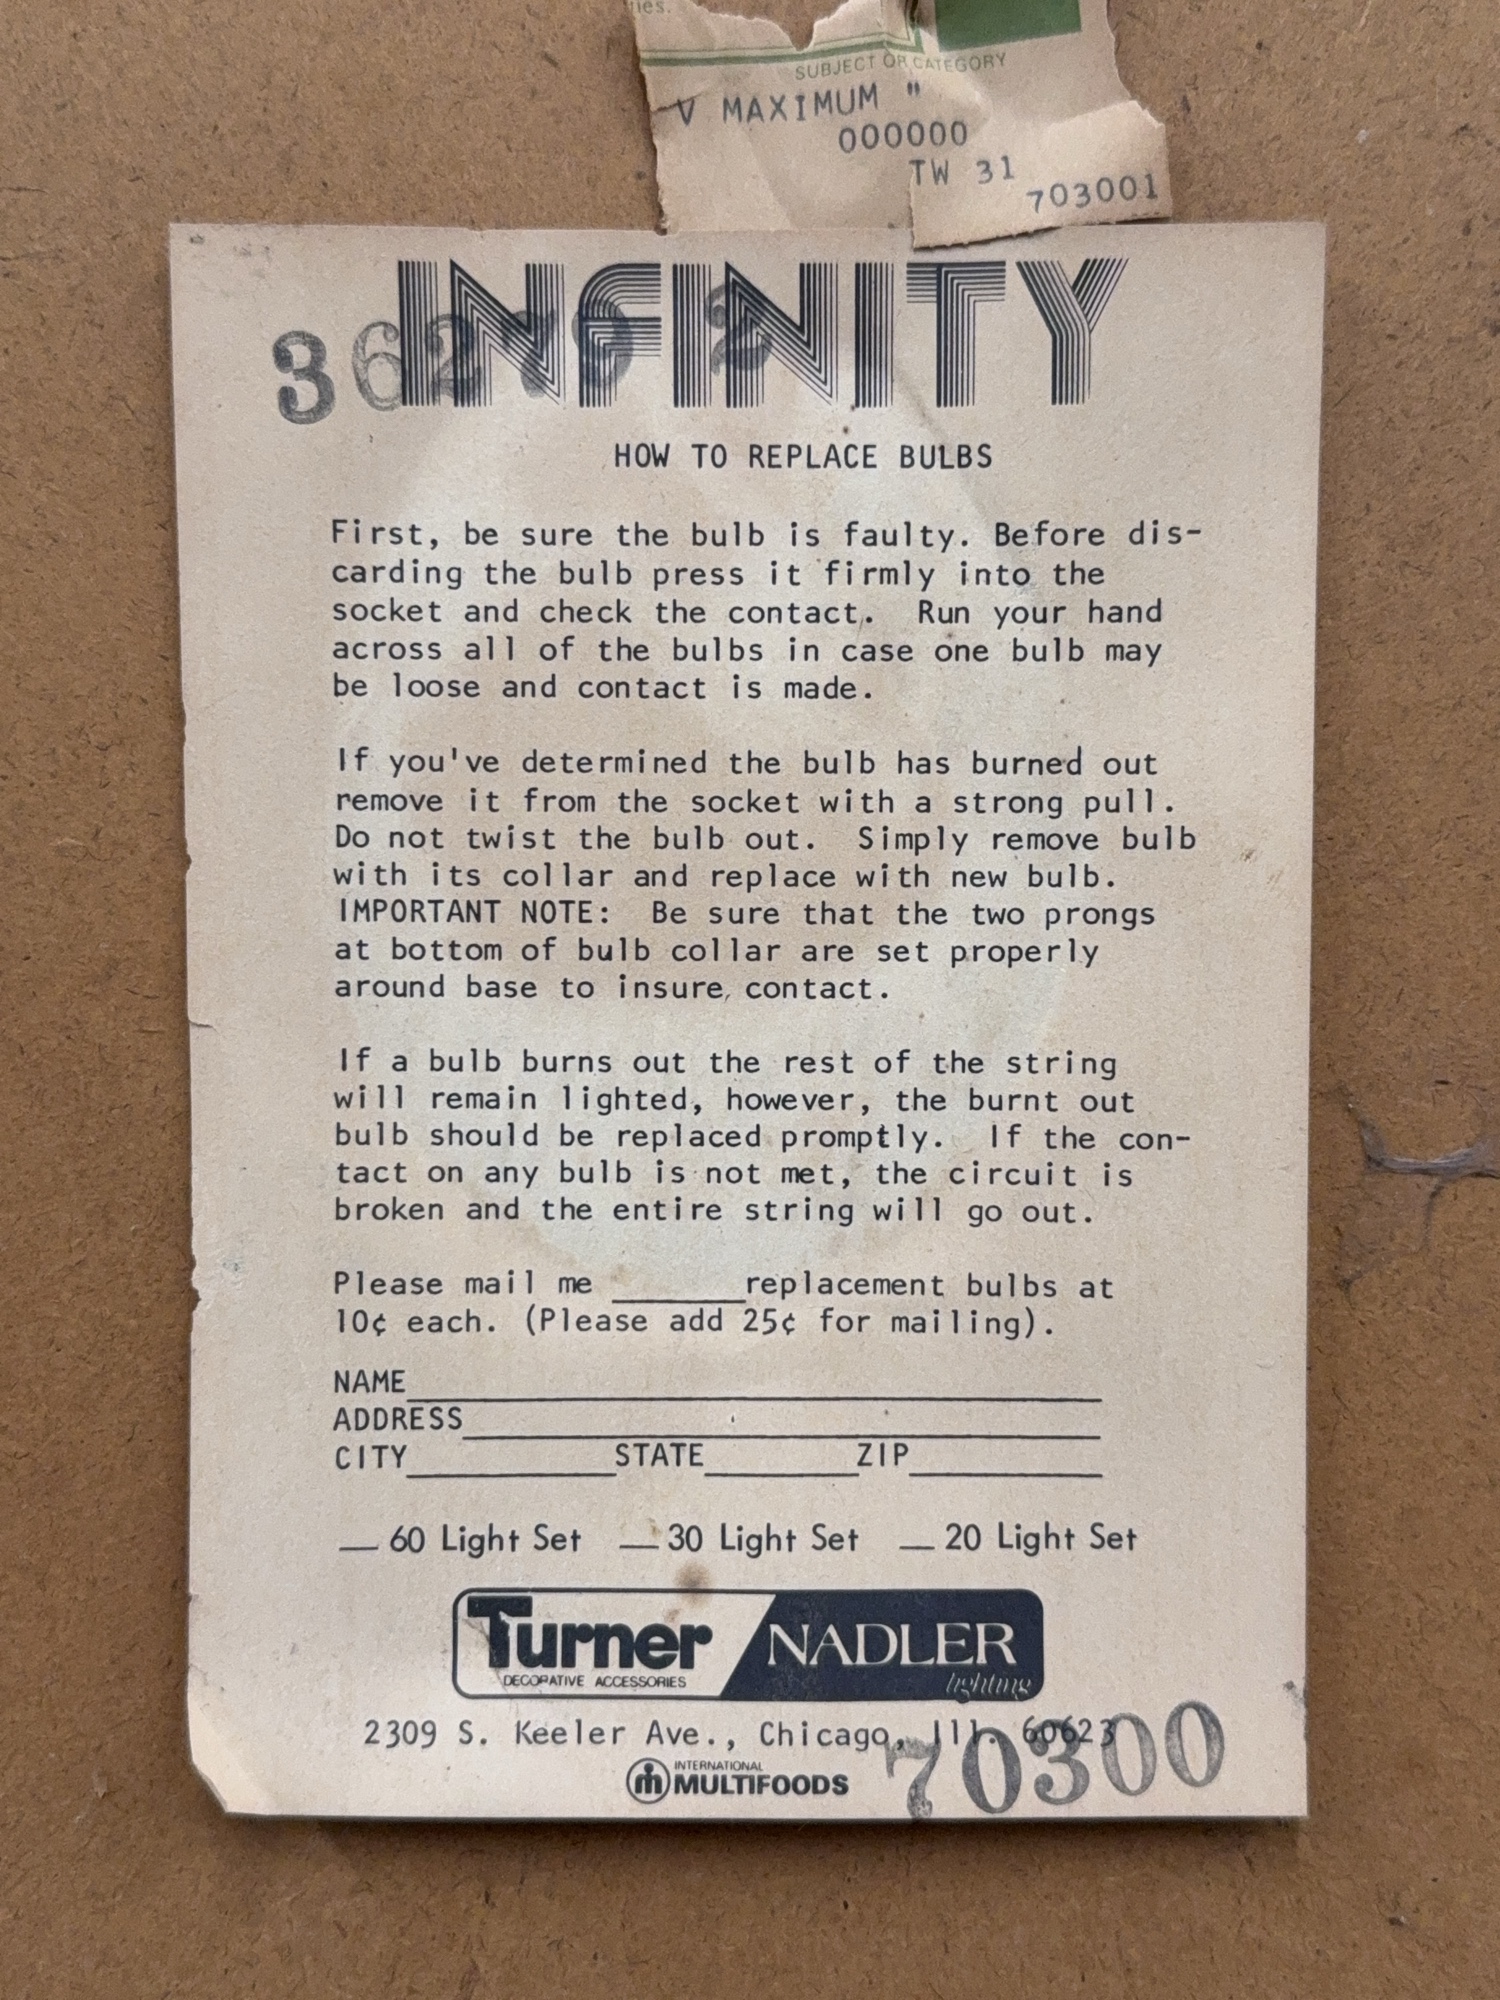 ies.
SUBJECT OR CATEGORY
V MAXIMUM "
000000
TW 31
703001
INFINITY
36279 2
HOW TO REPLACE BULBS
First, be sure the bulb is faulty. Before dis-
carding the bulb press it firmly into the
socket and check the contact. Run your hand
across all of the bulbs in case one bulb may
be loose and contact is made.
If you've determined the bulb has burned out
remove it from the socket with a strong pull.
Do not twist the bulb out. Simply remove bulb
with its collar and replace with new bulb.
IMPORTANT NOTE: Be sure that the two prongs
at bottom of bulb collar are set properly
around base to insure contact.
If a bulb burns out the rest of the string
will remain lighted, however, the burnt out
bulb should be replaced promptly. If the con-
tact on any bulb is not met, the circuit is
broken and the entire string will go out.
Please mail me ______replacement bulbs at
10¢ each. (Please add 25¢ for mailing).
NAME
ADDRESS
CITY STATE ZIP
__ 60 Light Set __ 30 Light Set __ 20 Light Set
Turner NADLER
DECORATIVE ACCESSORIES lighting
2309 S. Keeler Ave., Chicago, Ill. 60623
70300
INTERNATIONAL
MULTIFOODS